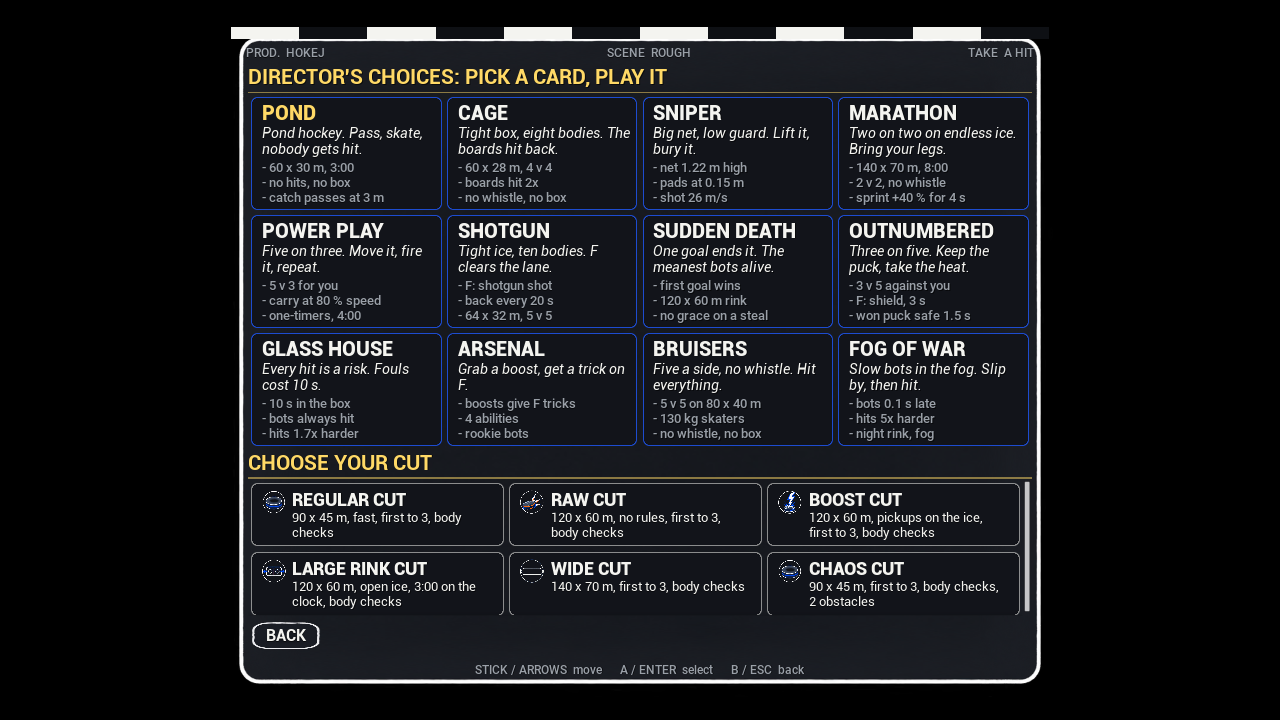 PROD. HOKEJ
SCENE ROUGH
TAKE A HIT
DIRECTOR'S CHOICES: PICK A CARD, PLAY IT
POND
Pond hockey. Pass, skate,
nobody gets hit.
- 60 x 30 m, 3:00
- no hits, no box
- catch passes at 3 m
CAGE
Tight box, eight bodies. The
boards hit back.
- 60 x 28 m, 4 v 4
- boards hit 2x
- no whistle, no box
SNIPER
Big net, low guard. Lift it,
bury it.
- net 1.22 m high
- pads at 0.15 m
- shot 26 m/s
MARATHON
Two on two on endless ice.
Bring your legs.
- 140 x 70 m, 8:00
- 2 v 2, no whistle
- sprint +40 % for 4 s
POWER PLAY
Five on three. Move it, fire
it, repeat.
- 5 v 3 for you
- carry at 80 % speed
- one-timers, 4:00
SHOTGUN
Tight ice, ten bodies. F
clears the lane.
- F: shotgun shot
- back every 20 s
- 64 x 32 m, 5 v 5
SUDDEN DEATH
One goal ends it. The
meanest bots alive.
- first goal wins
- 120 x 60 m rink
- no grace on a steal
OUTNUMBERED
Three on five. Keep the
puck, take the heat.
- 3 v 5 against you
- F: shield, 3 s
- won puck safe 1.5 s
GLASS HOUSE
Every hit is a risk. Fouls
cost 10 s.
- 10 s in the box
- bots always hit
- hits 1.7x harder
ARSENAL
Grab a boost, get a trick on
F.
- boosts give F tricks
- 4 abilities
- rookie bots
BRUISERS
Five a side, no whistle. Hit
everything.
- 5 v 5 on 80 x 40 m
- 130 kg skaters
- no whistle, no box
FOG OF WAR
Slow bots in the fog. Slip
by, then hit.
- bots 0.1 s late
- hits 5x harder
- night rink, fog
CHOOSE YOUR CUT
REGULAR CUT
90 x 45 m, fast, first to 3, body
checks
RAW CUT
120 x 60 m, no rules, first to 3,
body checks
BOOST CUT
120 x 60 m, pickups on the ice,
first to 3, body checks
LARGE RINK CUT
120 x 60 m, open ice, 3:00 on the
clock, body checks
WIDE CUT
140 x 70 m, first to 3, body checks
CHAOS CUT
90 x 45 m, first to 3, body checks,
2 obstacles
BACK
STICK / ARROWS move A / ENTER select B / ESC back